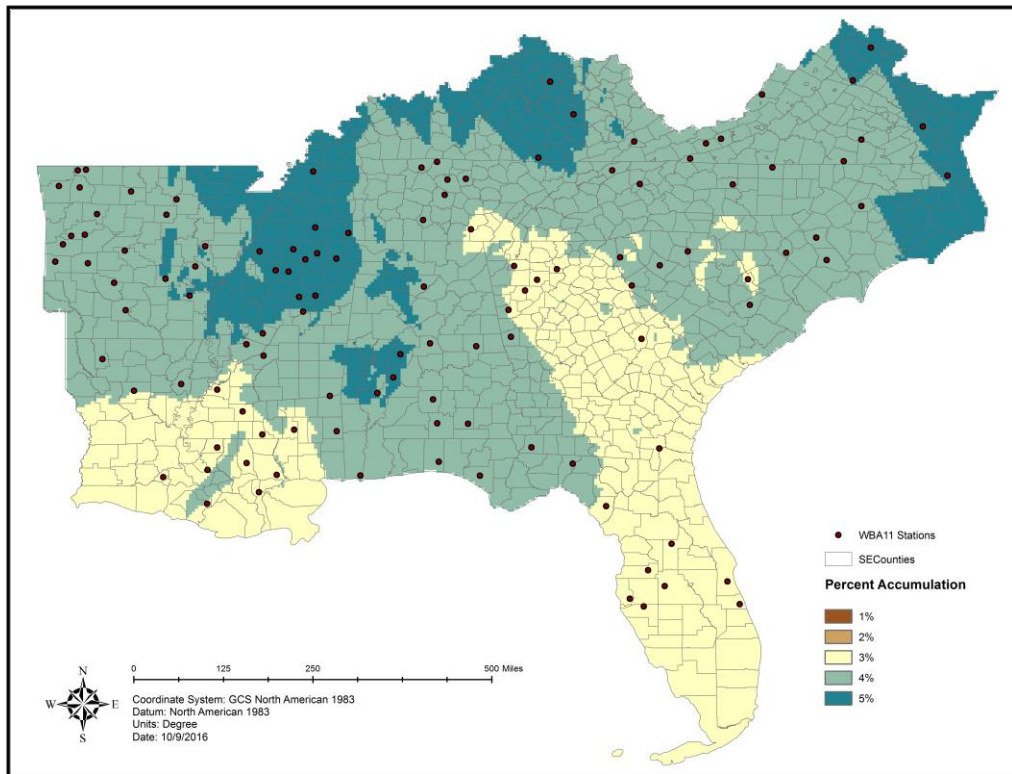 WBA11 Stations
SECounties
Percent Accumulation
1%
2%
3%
4%
5%
0 125 250 500 Miles
N
W E
S
Coordinate System: GCS North American 1983
Datum: North American 1983
Units: Degree
Date: 10/9/2016